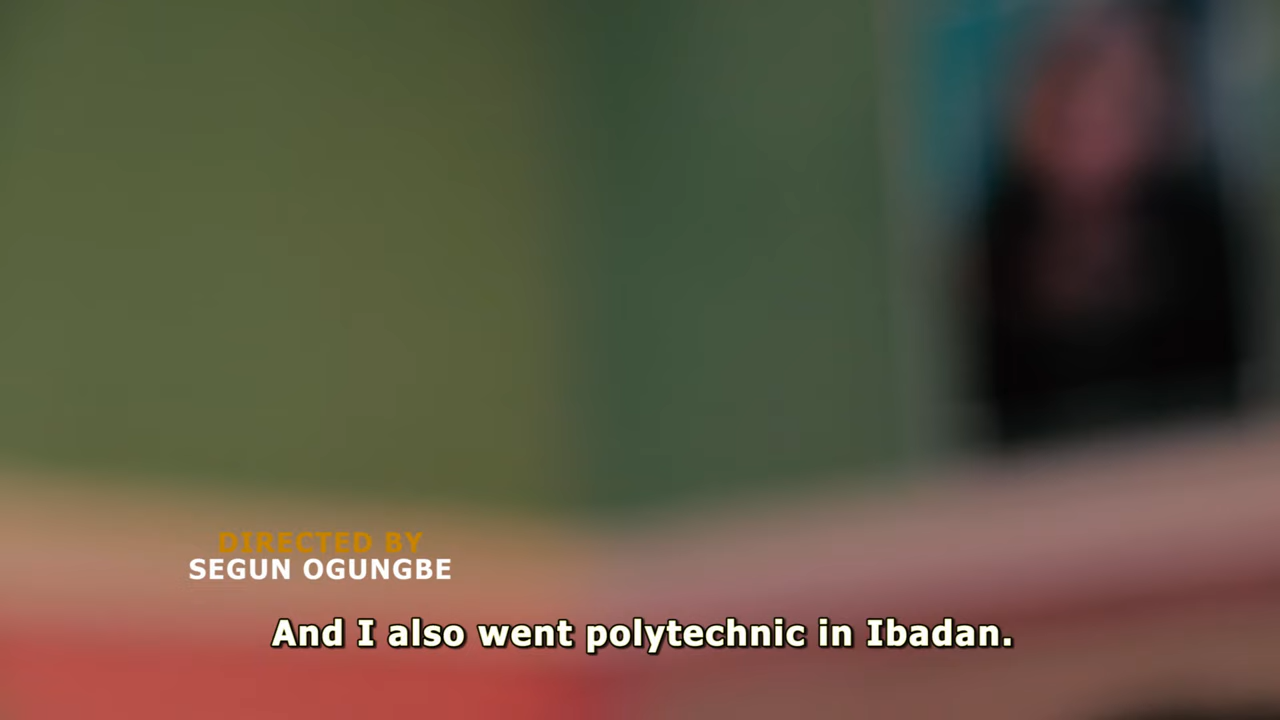 DIRECTED BY
SEGUN OGUNGBE
And I also went polytechnic in Ibadan.